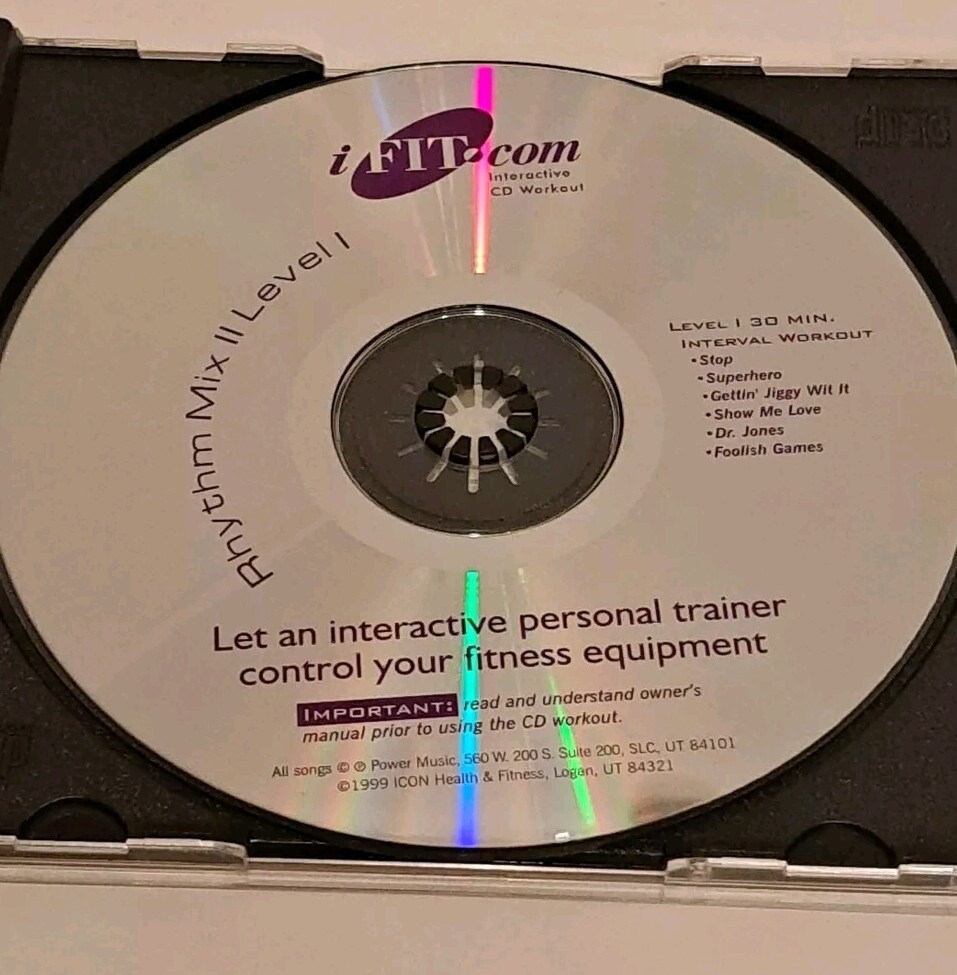 iFIT.com
Interactive
CD Workout
Rhythm Mix II Level I
LEVEL I 30 MIN.
INTERVAL WORKOUT
•Stop
•Superhero
•Gettin' Jiggy Wit It
•Show Me Love
•Dr. Jones
•Foolish Games
Let an interactive personal trainer
control your fitness equipment
IMPORTANT: read and understand owner's
manual prior to using the CD workout.
All songs © ℗ Power Music, 560 W. 200 S. Suite 200, SLC, UT 84101
©1999 ICON Health & Fitness, Logan, UT 84321